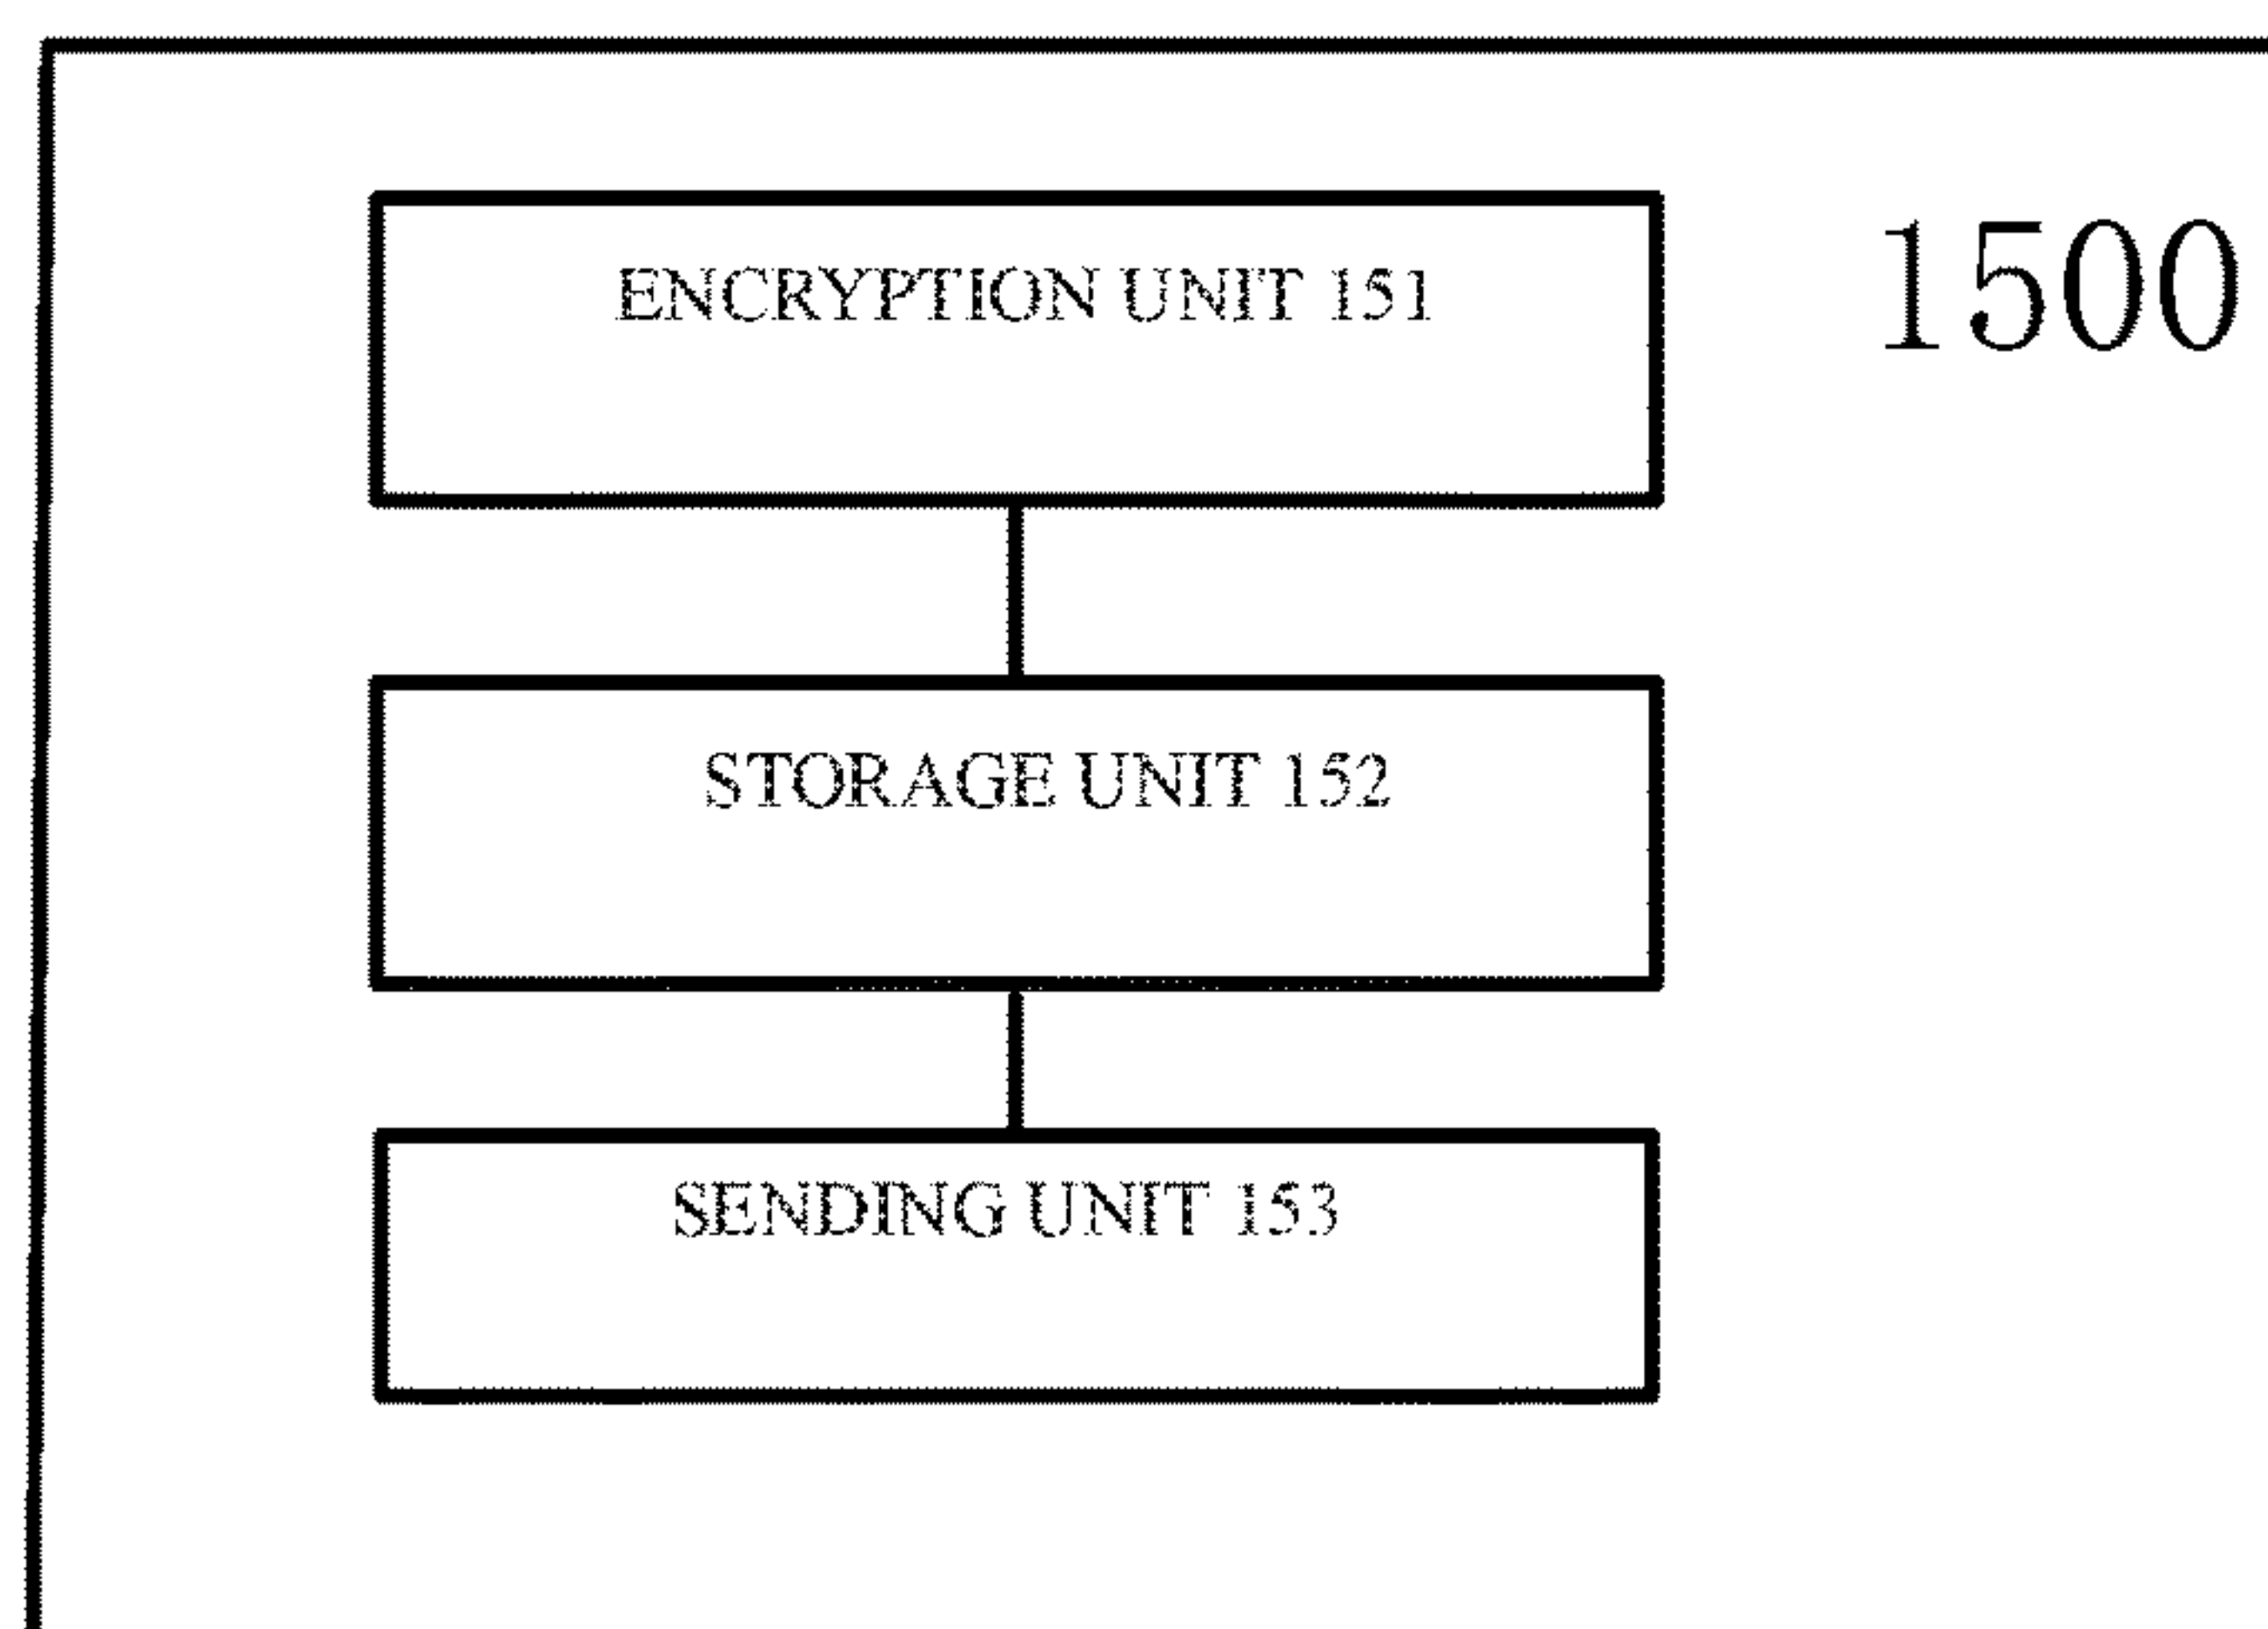 ENCRYPTION UNIT 151
1500
STORAGE UNIT 152
SENDING UNIT 153